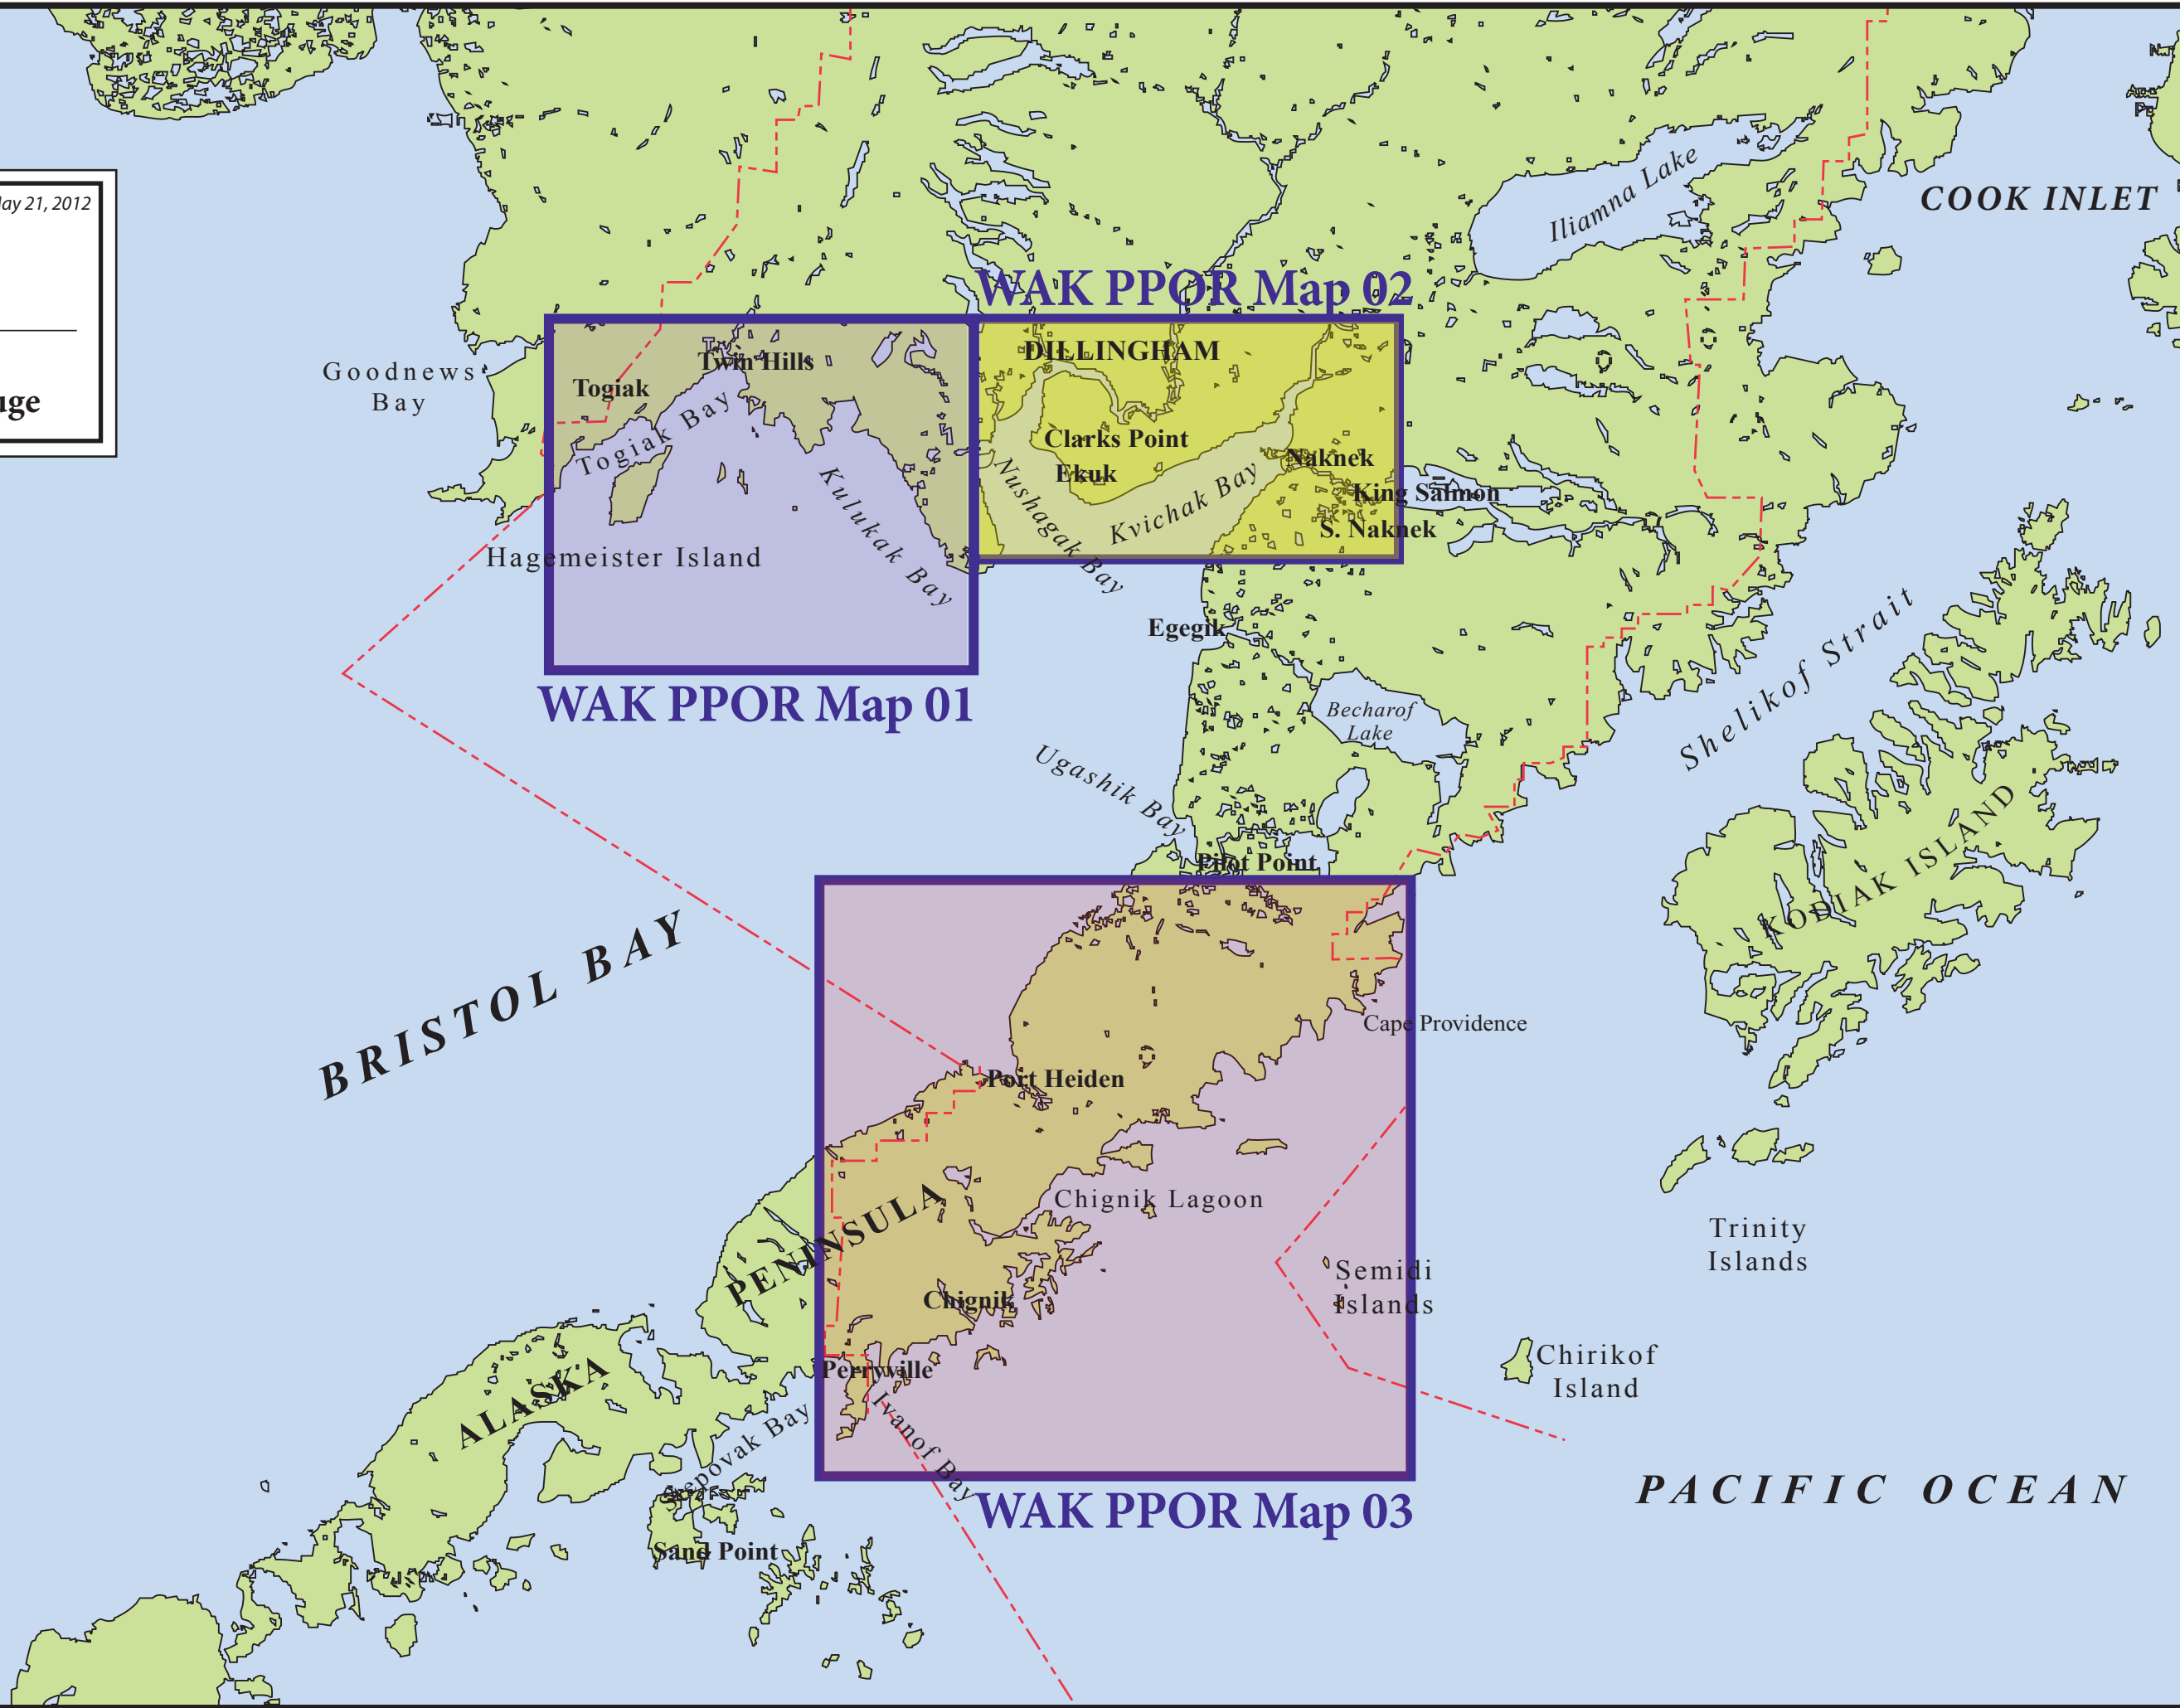 May 21, 2012
COOK INLET
Iliamna Lake
WAK PPOR Map 02
Goodnews
Bay
Twin Hills
Togiak
Togiak Bay
DILLINGHAM
Clarks Point
Ekuk
Naknek
King Salmon
S. Naknek
Nushagak Bay
Kvichak Bay
Kulukak Bay
Hagemeister Island
WAK PPOR Map 01
Egegik
Becharof
Lake
Shelikof Strait
Ugashik Bay
Pilot Point
KODIAK ISLAND
BRISTOL BAY
Cape Providence
Port Heiden
Chignik Lagoon
Trinity
Islands
Semidi
Islands
ALASKA PENINSULA
Chignik
Chirikof
Island
Perryville
Ivanof Bay
Stepovak Bay
PACIFIC OCEAN
WAK PPOR Map 03
Sand Point